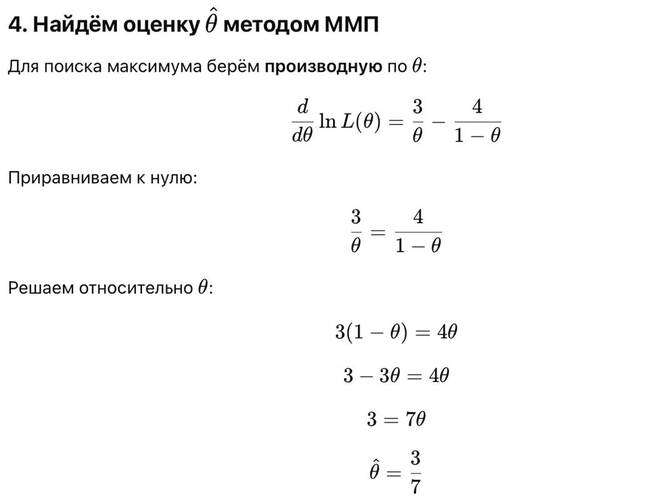 4. Найдём оценку θ̂ методом ММП
Для поиска максимума берём производную по θ:
d/dθ ln L(θ) = 3/θ − 4/(1 − θ)
Приравниваем к нулю:
3/θ = 4/(1 − θ)
Решаем относительно θ:
3(1 − θ) = 4θ
3 − 3θ = 4θ
3 = 7θ
θ̂ = 3/7